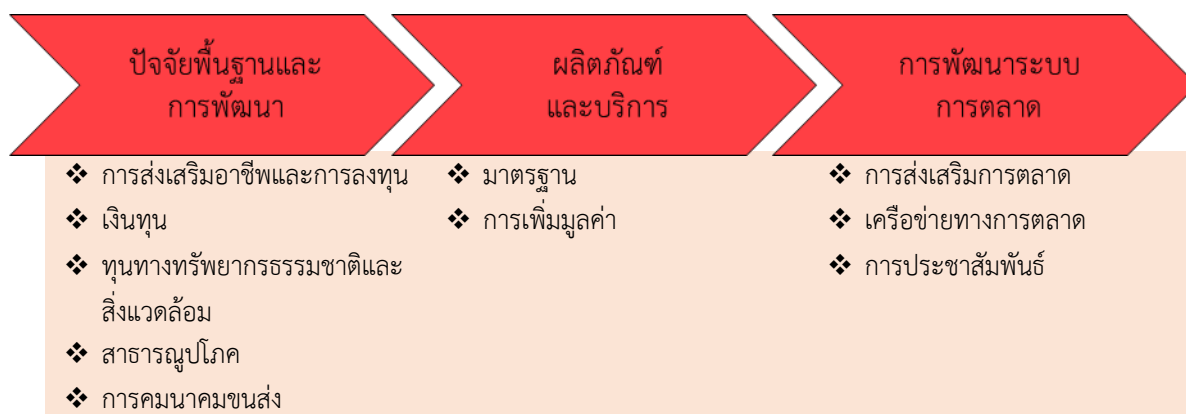 ปัจจัยพื้นฐานและ
การพัฒนา
ผลิตภัณฑ์
และบริการ
การพัฒนาระบบ
การตลาด
❖ การส่งเสริมอาชีพและการลงทุน
❖ เงินทุน
❖ ทุนทางทรัพยากรธรรมชาติและ
สิ่งแวดล้อม
❖ สาธารณูปโภค
❖ การคมนาคมขนส่ง
❖ มาตรฐาน
❖ การเพิ่มมูลค่า
❖ การส่งเสริมการตลาด
❖ เครือข่ายทางการตลาด
❖ การประชาสัมพันธ์